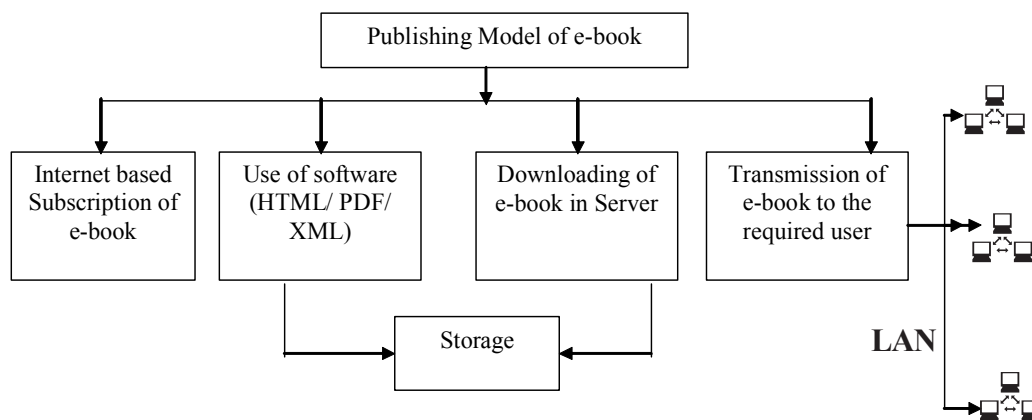 Publishing Model of e-book
Internet based
Subscription of
e-book
Use of software
(HTML/ PDF/
XML)
Downloading of
e-book in Server
Transmission of
e-book to the
required user
Storage
LAN